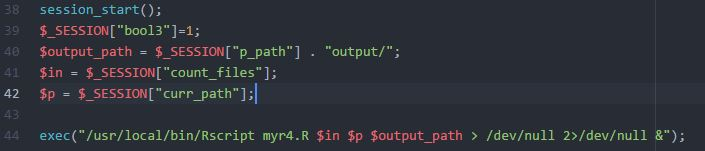 38 session_start();
39 $_SESSION["bool3"]=1;
40 $output_path = $_SESSION["p_path"] . "output/";
41 $in = $_SESSION["count_files"];
42 $p = $_SESSION["curr_path"];
43
44 exec("/usr/local/bin/Rscript myr4.R $in $p $output_path > /dev/null 2>/dev/null &");